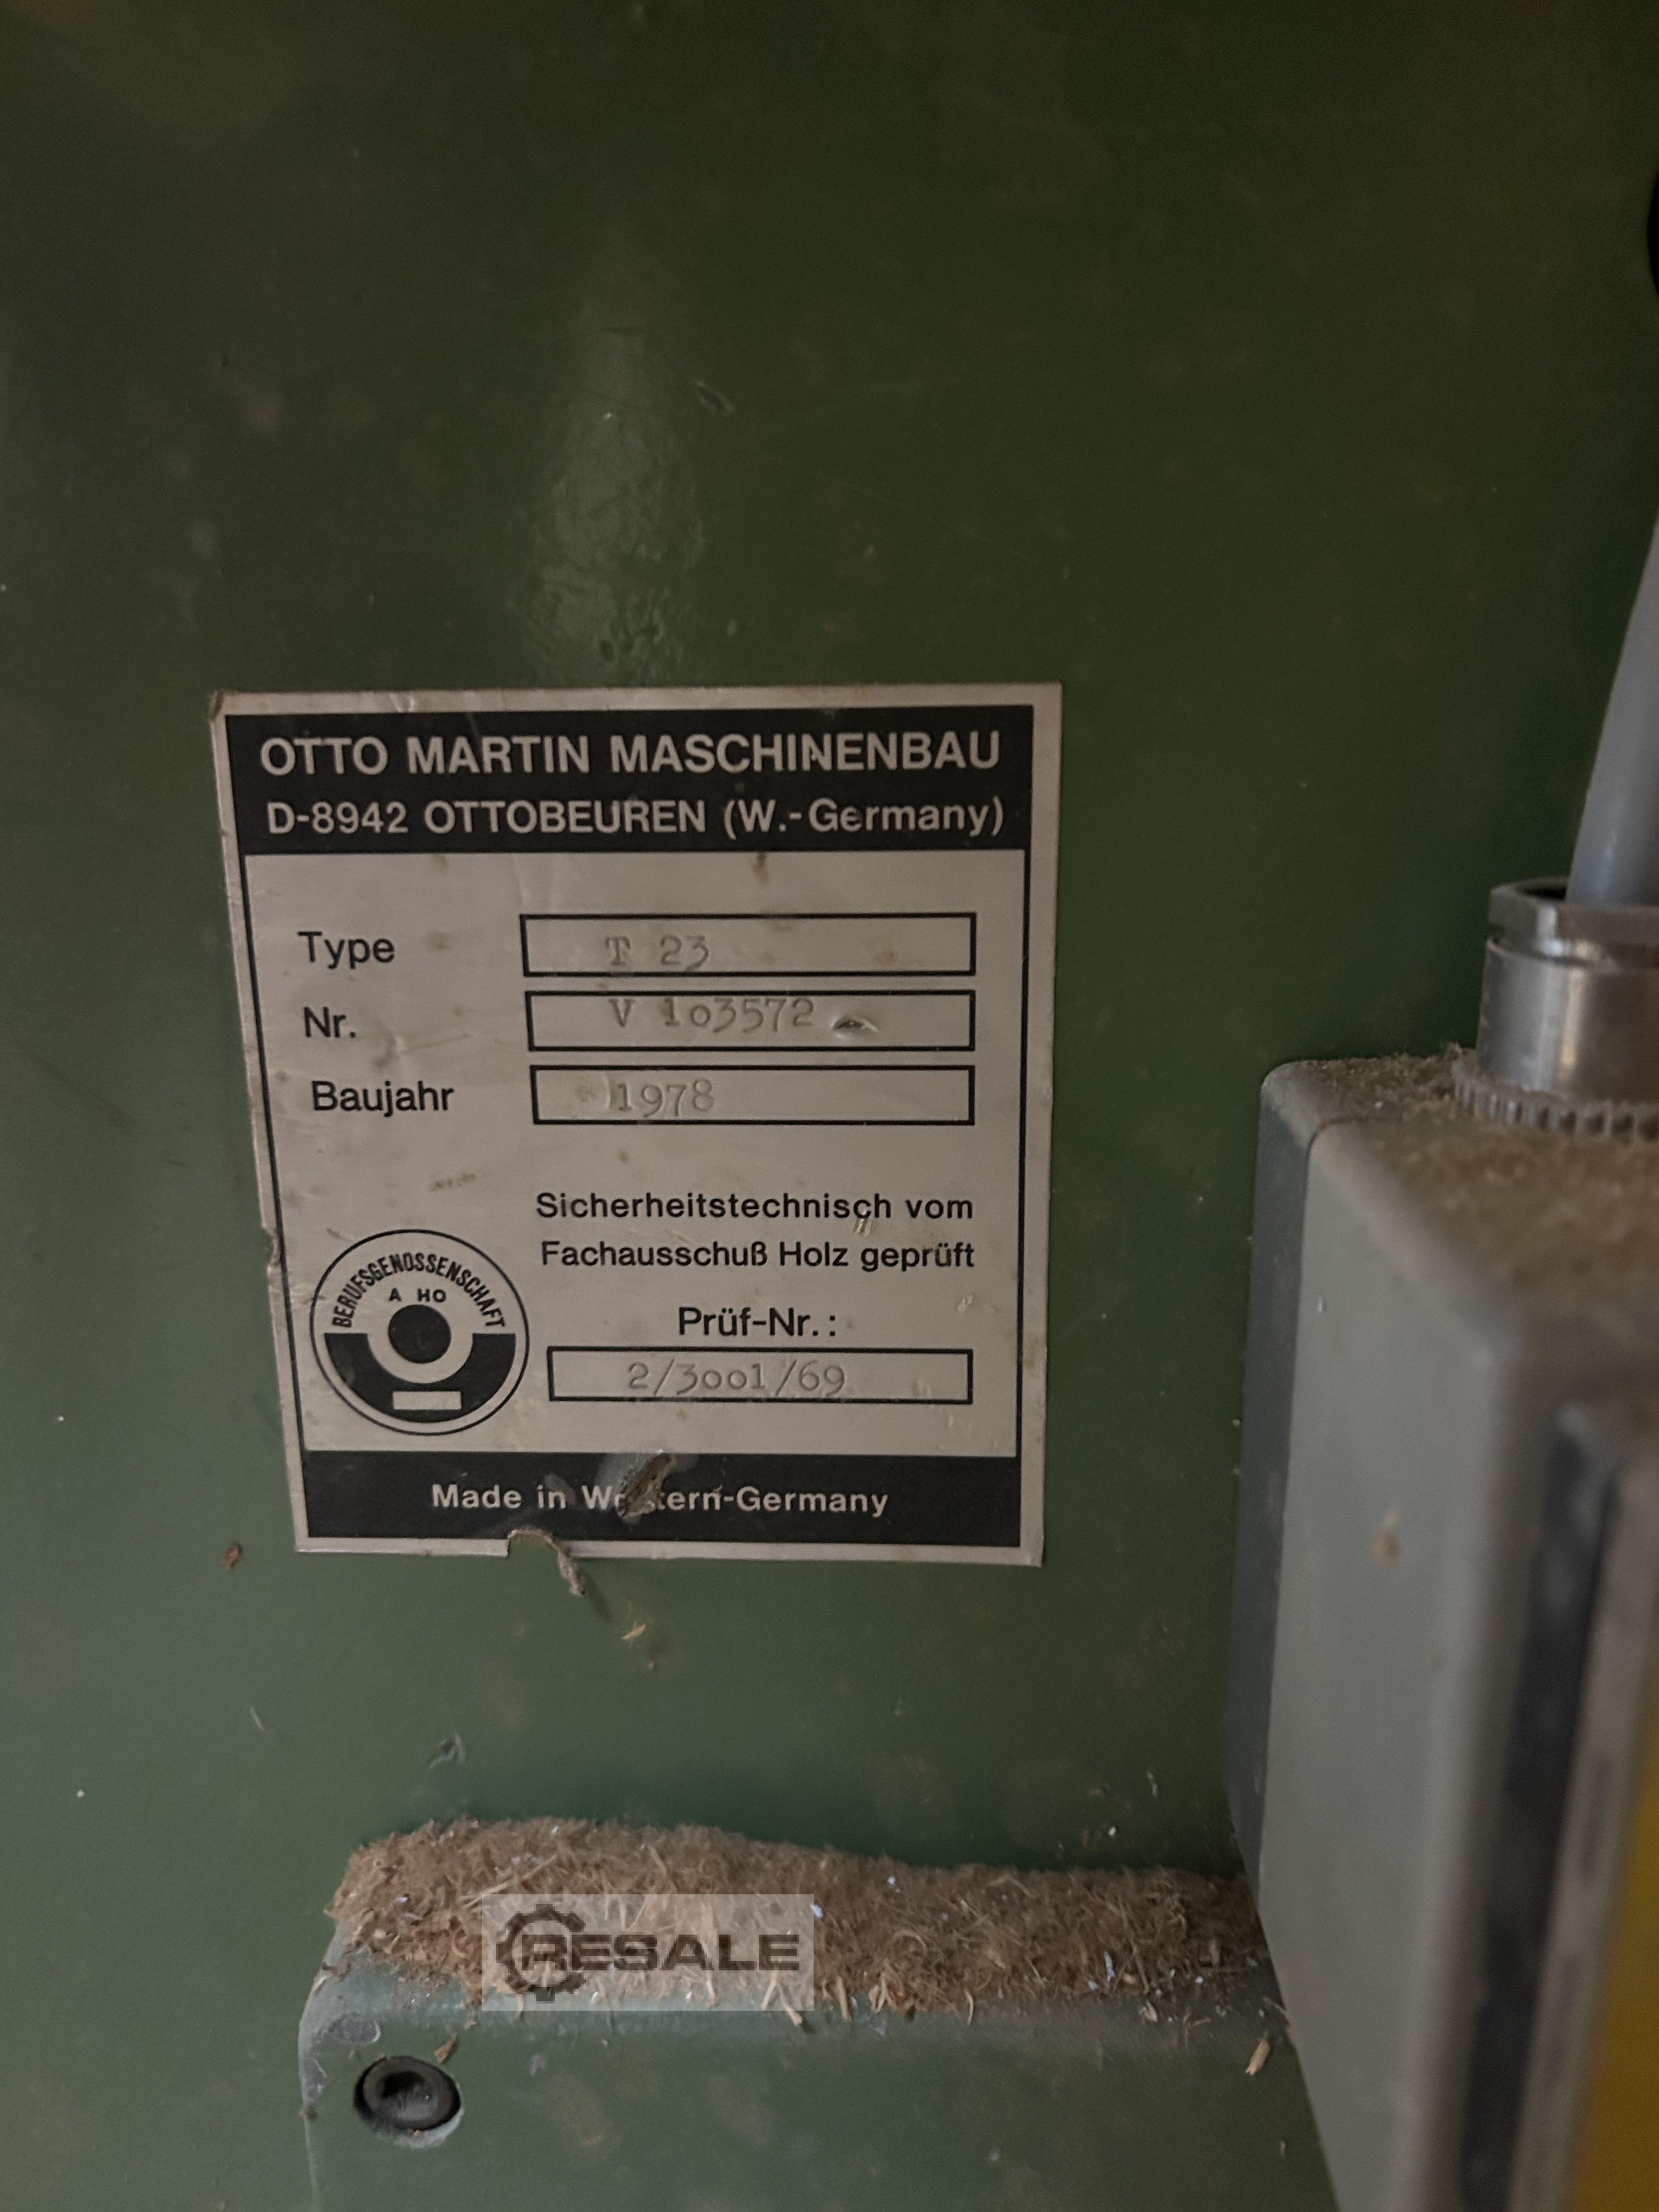 OTTO MARTIN MASCHINENBAU
D-8942 OTTOBEUREN (W.-Germany)
Type T 23
Nr. V 103572
Baujahr 1978
Sicherheitstechnisch vom
Fachausschuß Holz geprüft
BERUFSGENOSSENSCHAFT
A HO
Prüf-Nr.:
2/3001/69
Made in Western-Germany
RESALE